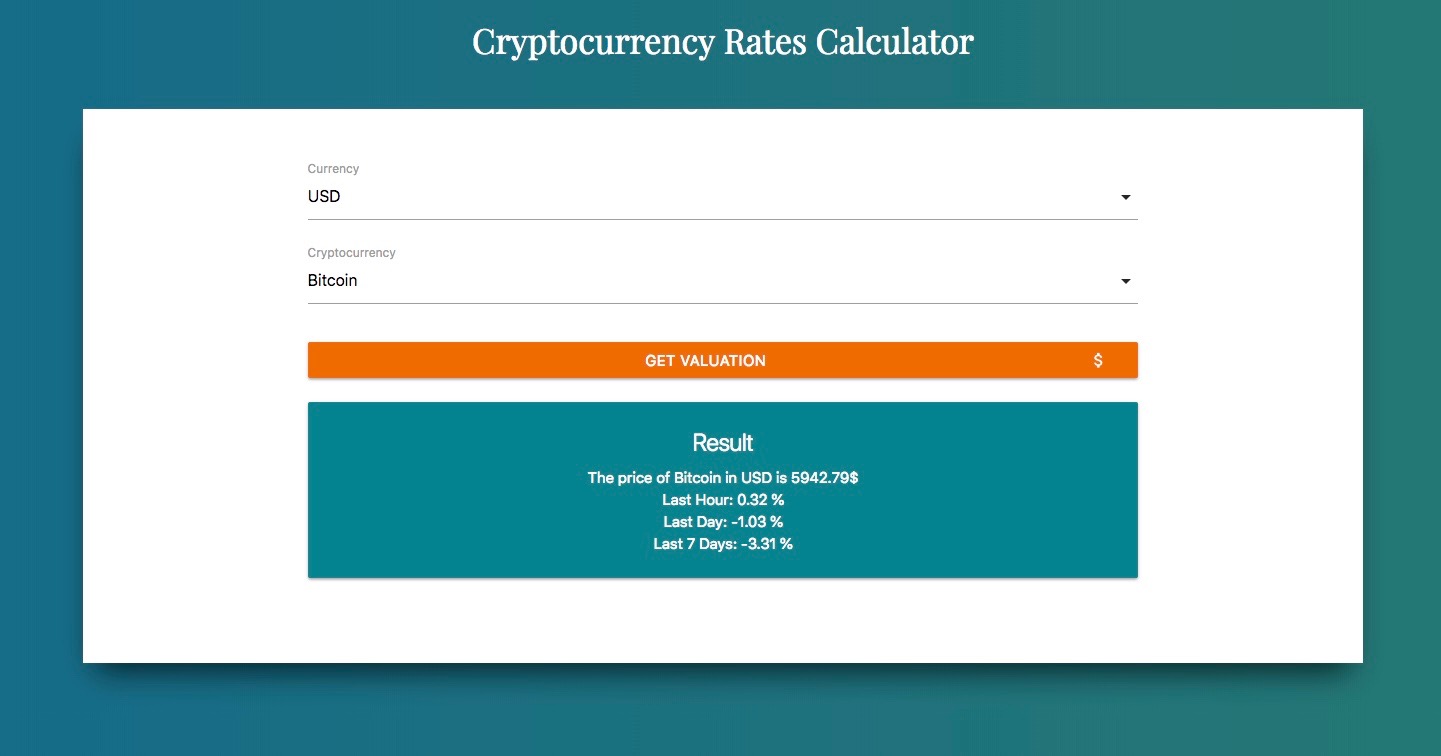 Cryptocurrency Rates Calculator
Currency
USD
Cryptocurrency
Bitcoin
GET VALUATION $
Result
The price of Bitcoin in USD is 5942.79$
Last Hour: 0.32 %
Last Day: -1.03 %
Last 7 Days: -3.31 %